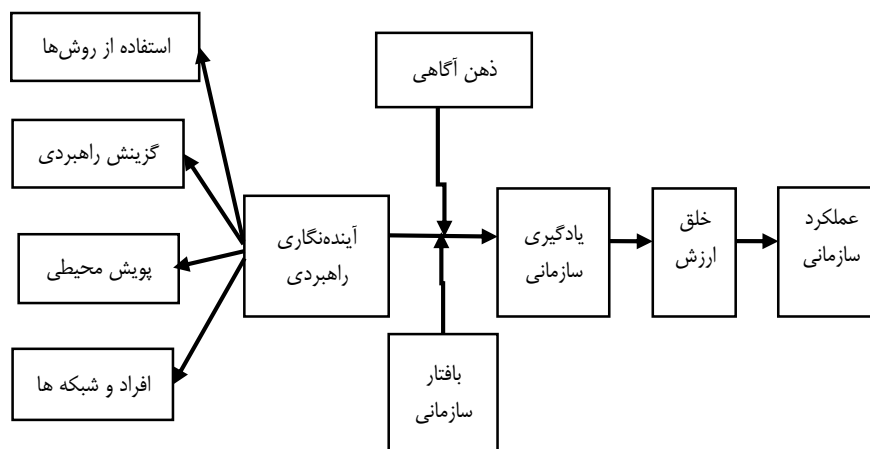 استفاده از روش‌ها
گزینش راهبردی
پویش محیطی
افراد و شبکه ها
آینده‌نگاری
راهبردی
ذهن آگاهی
بافتار
سازمانی
یادگیری
سازمانی
خلق
ارزش
عملکرد
سازمانی